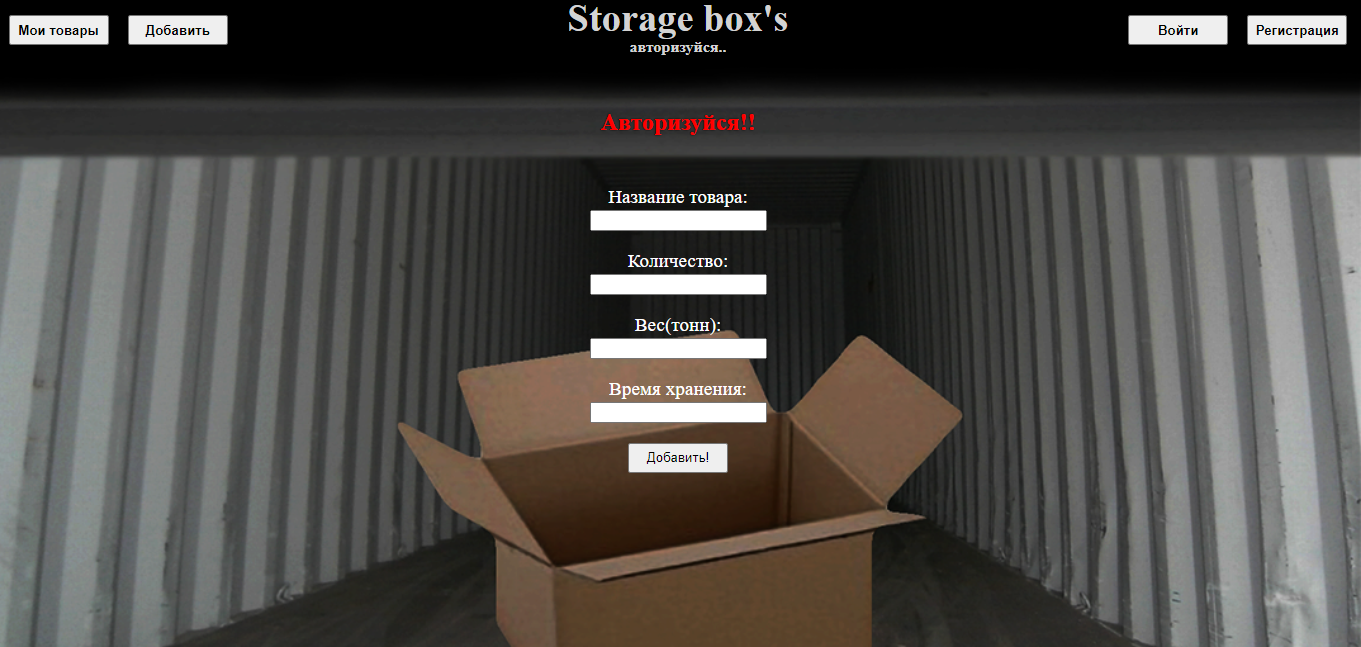 Мои товары
Добавить
Storage box's
авторизуйся..
Войти
Регистрация
Авторизуйся!!
Название товара:
Количество:
Вес(тонн):
Время хранения:
Добавить!